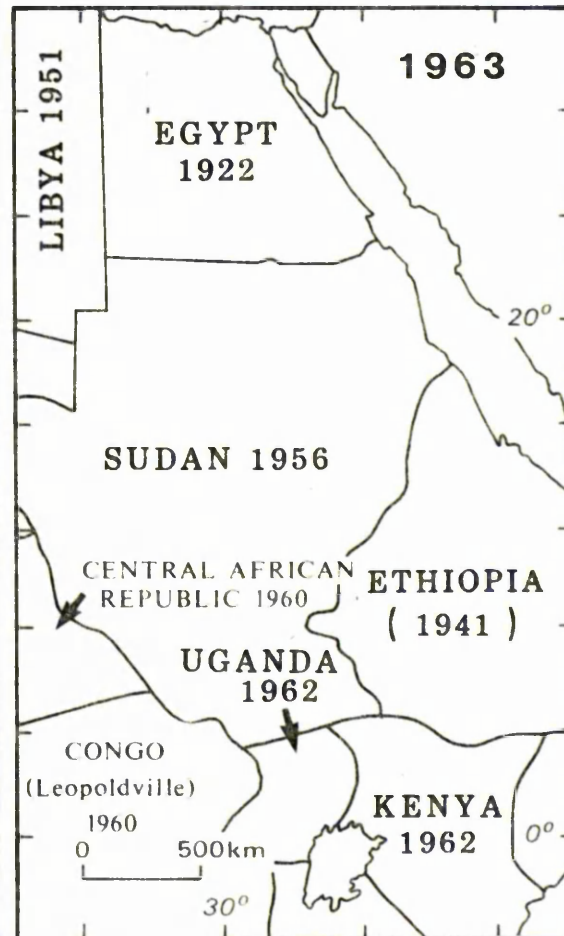 1963
LIBYA 1951
EGYPT
1922
20°
SUDAN 1956
CENTRAL AFRICAN
REPUBLIC 1960
ETHIOPIA
( 1941 )
UGANDA
1962
CONGO
(Leopoldville)
1960
KENYA
1962
0°
0 500km
30°